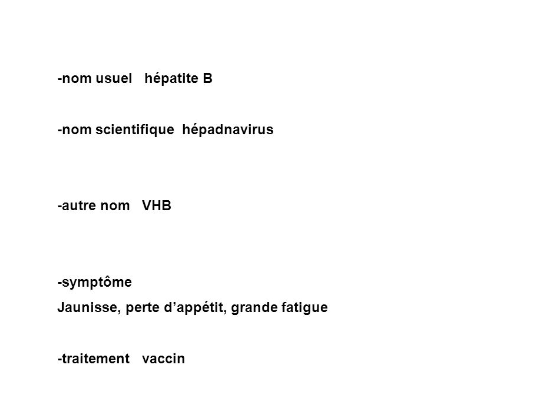 -nom usuel   hépatite B
-nom scientifique  hépadnavirus
-autre nom   VHB
-symptôme
Jaunisse, perte d’appétit, grande fatigue
-traitement   vaccin